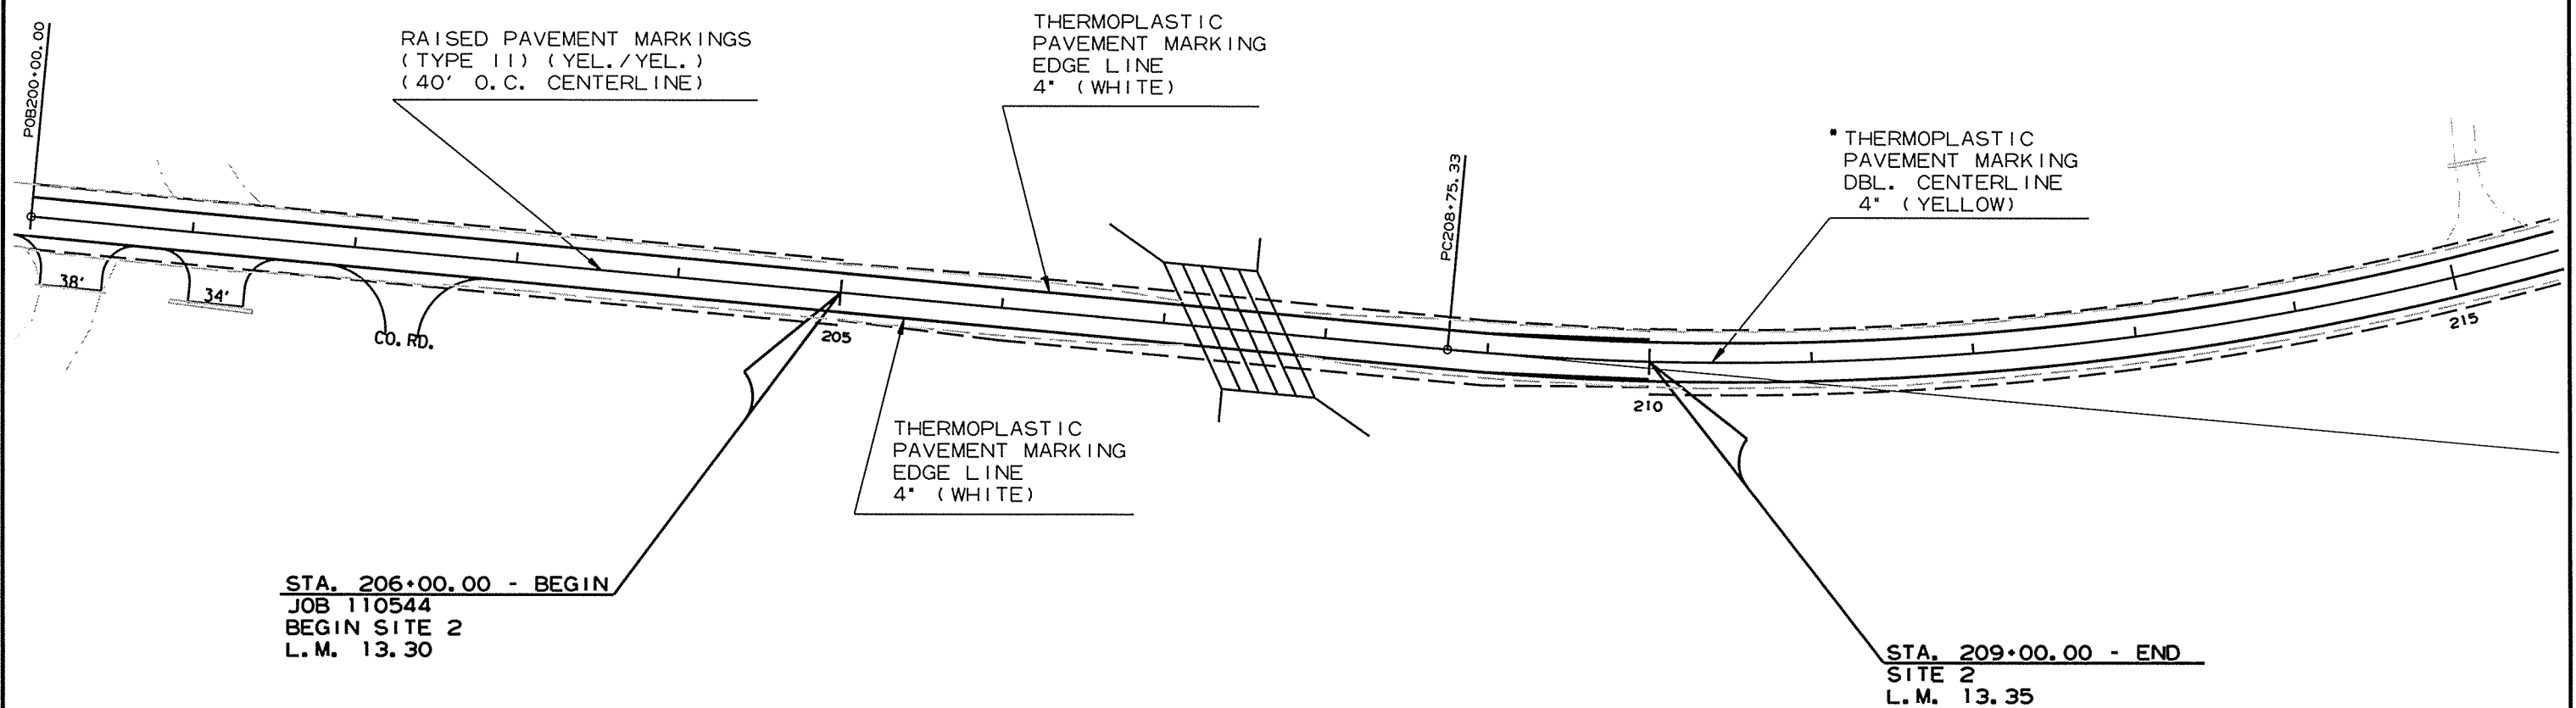 POB200+00.00
RAISED PAVEMENT MARKINGS
(TYPE II) (YEL./YEL.)
(40' O.C. CENTERLINE)
THERMOPLASTIC
PAVEMENT MARKING
EDGE LINE
4" (WHITE)
PC208+75.33
*THERMOPLASTIC
PAVEMENT MARKING
DBL. CENTERLINE
4" (YELLOW)
38'
34'
CO. RD.
205
210
215
THERMOPLASTIC
PAVEMENT MARKING
EDGE LINE
4" (WHITE)
STA. 206+00.00 - BEGIN
JOB 110544
BEGIN SITE 2
L.M. 13.30
STA. 209+00.00 - END
SITE 2
L.M. 13.35